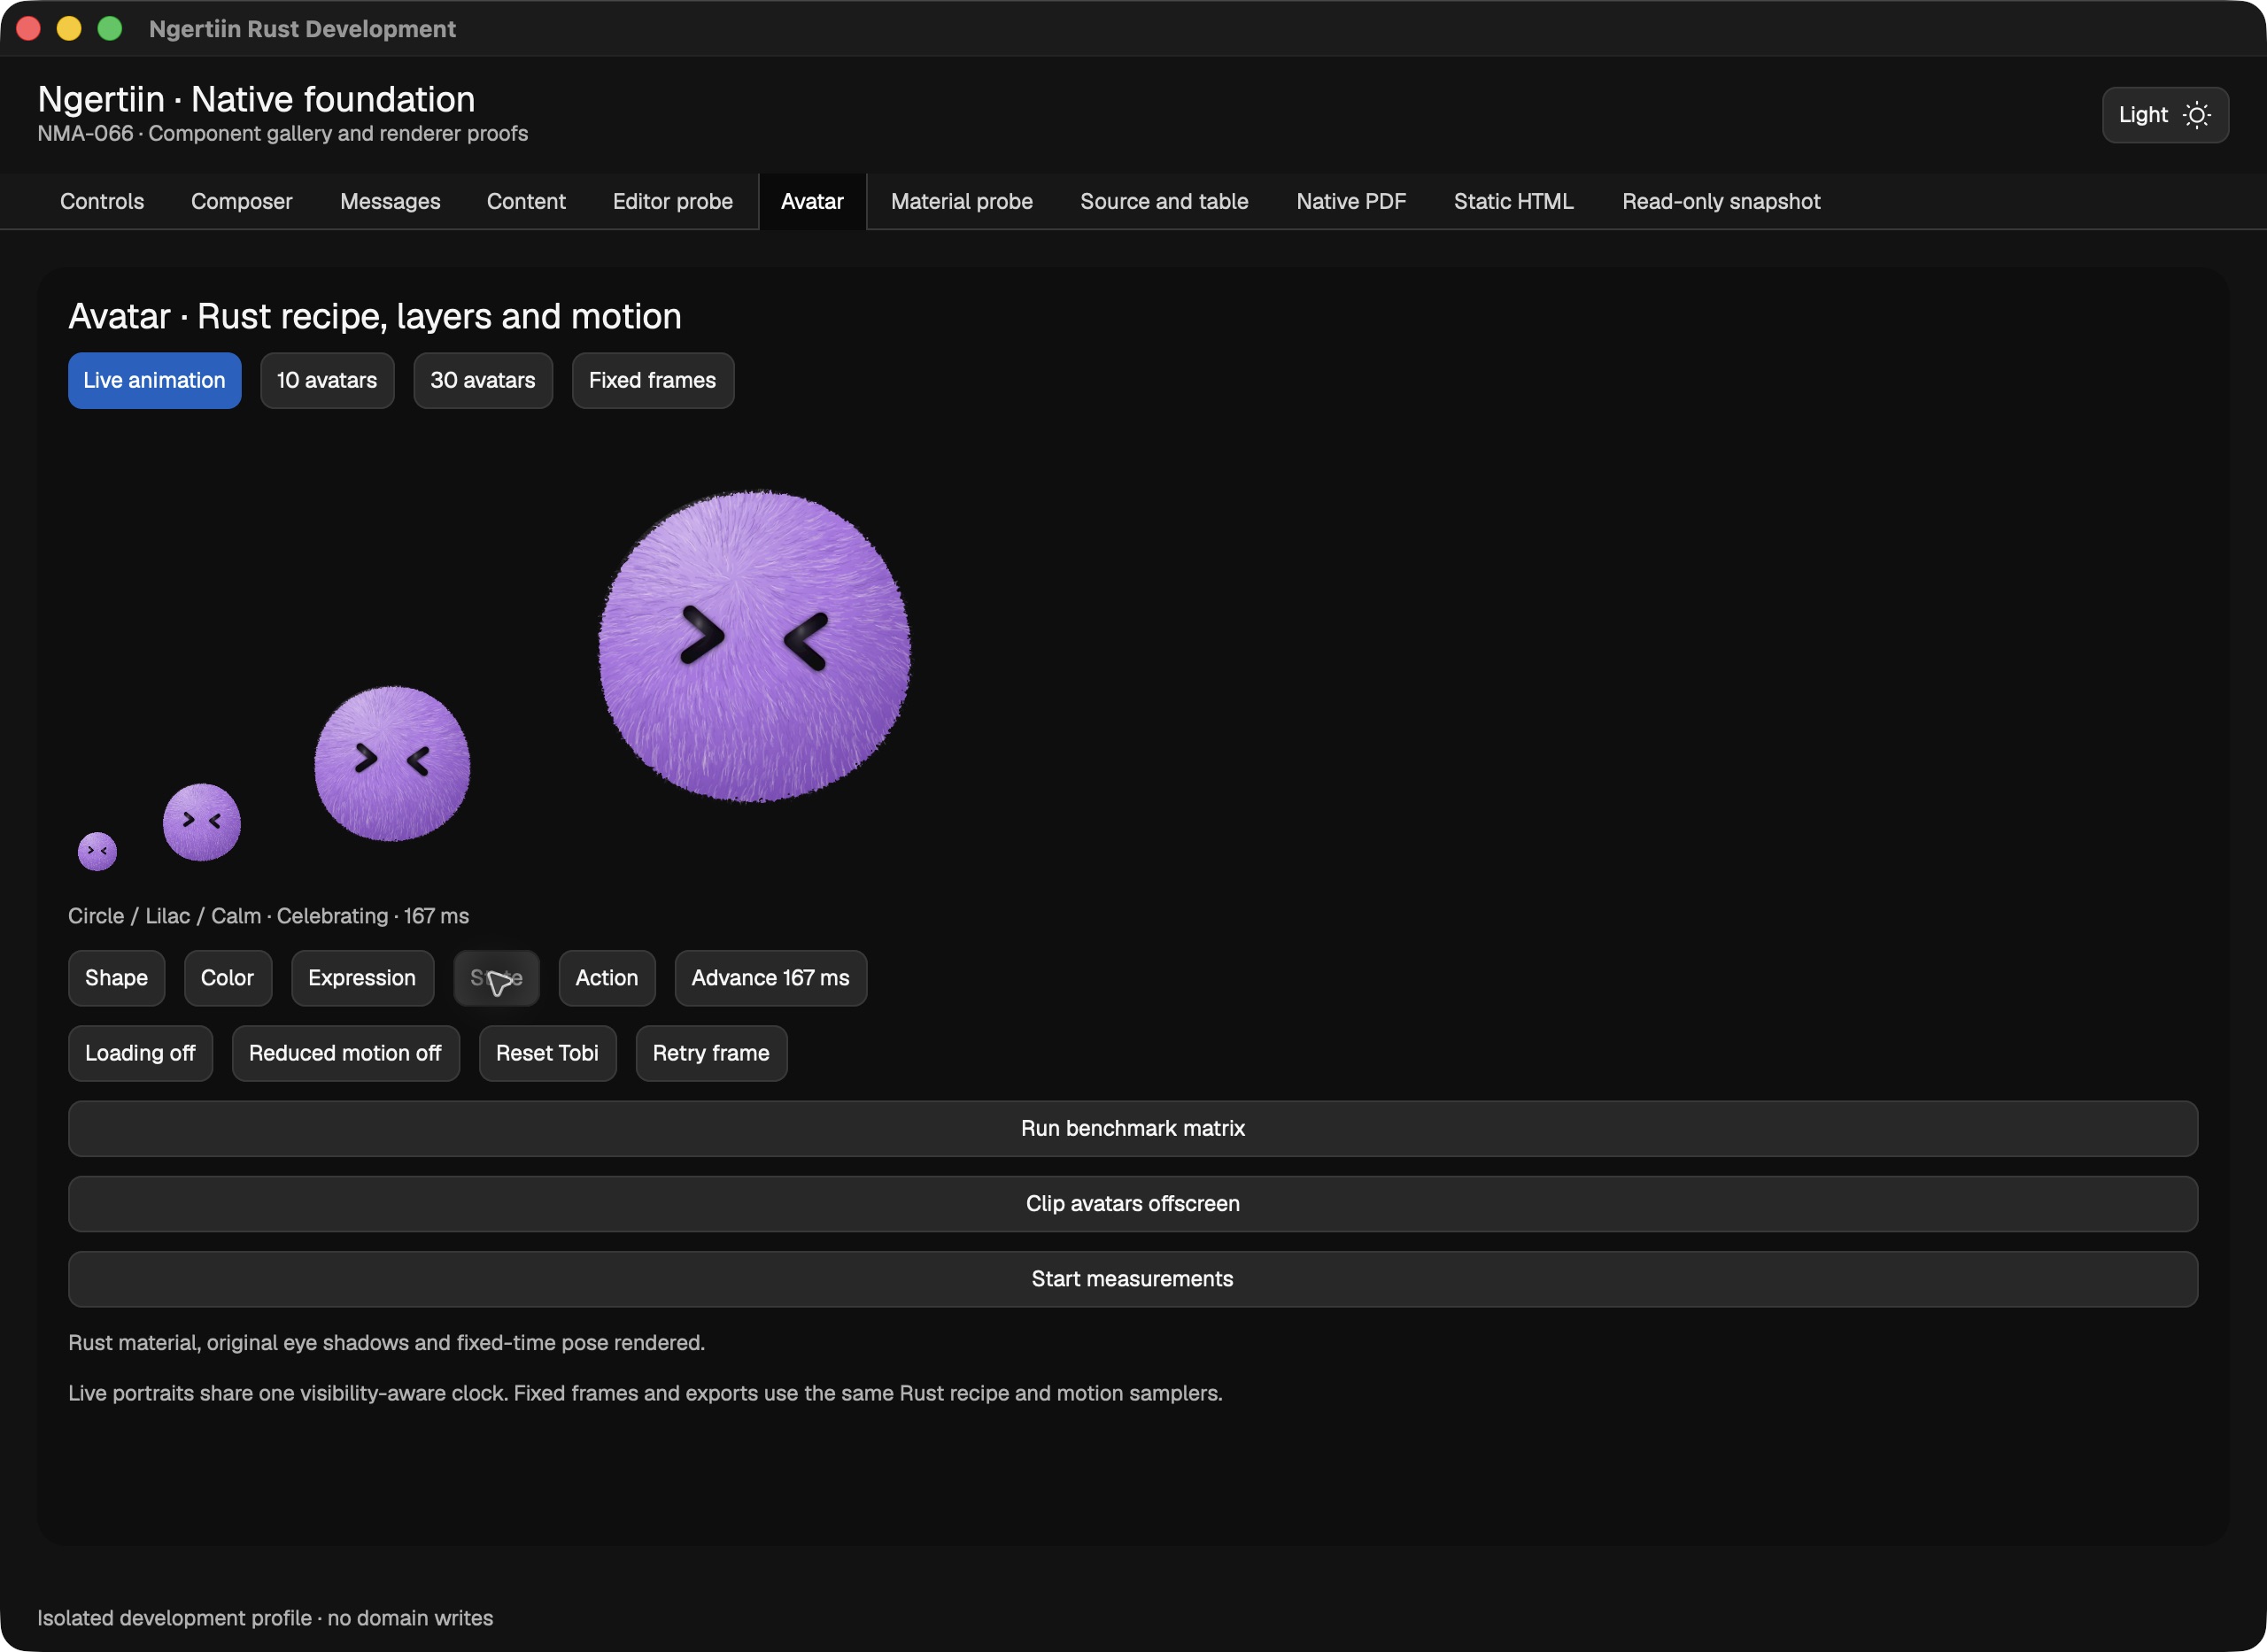 Ngertiin Rust Development
Ngertiin · Native foundation
NMA-066 · Component gallery and renderer proofs
Light
Controls Composer Messages Content Editor probe Avatar Material probe Source and table Native PDF Static HTML Read-only snapshot
Avatar · Rust recipe, layers and motion
Live animation 10 avatars 30 avatars Fixed frames
Circle / Lilac / Calm · Celebrating · 167 ms
Shape Color Expression State Action Advance 167 ms
Loading off Reduced motion off Reset Tobi Retry frame
Run benchmark matrix
Clip avatars offscreen
Start measurements
Rust material, original eye shadows and fixed-time pose rendered.
Live portraits share one visibility-aware clock. Fixed frames and exports use the same Rust recipe and motion samplers.
Isolated development profile · no domain writes